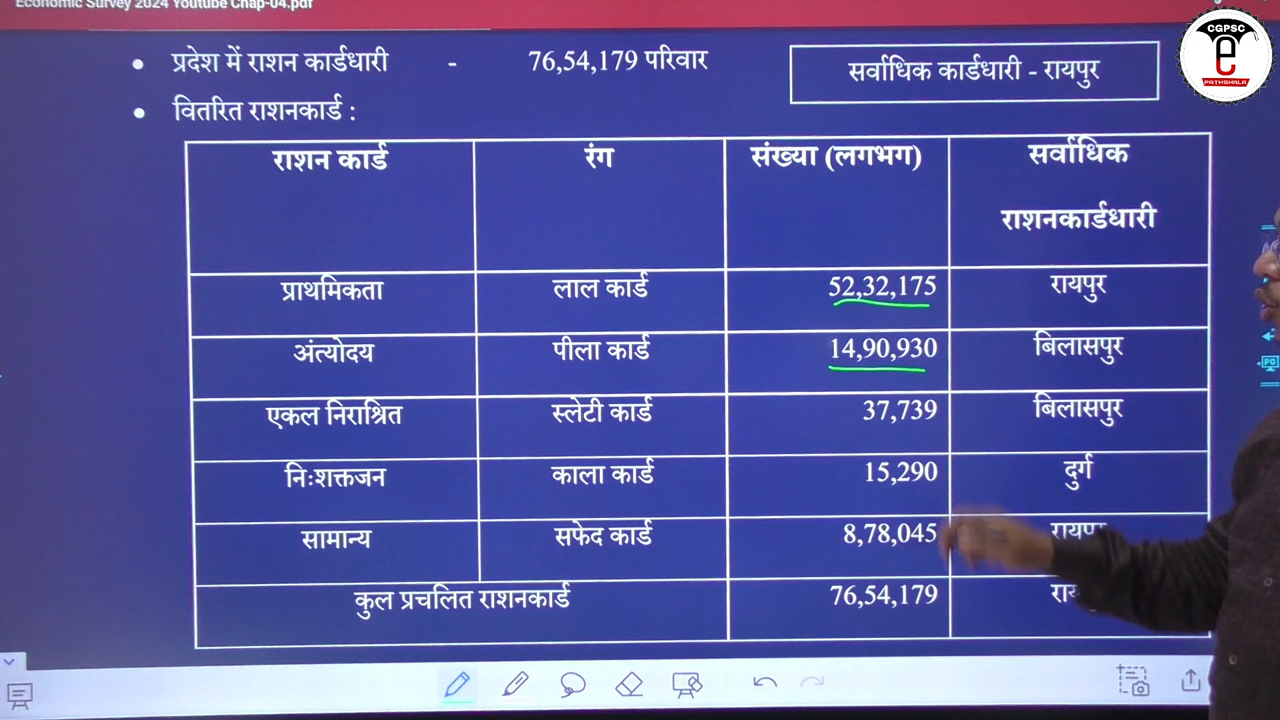 Economic Survey 2024 Youtube Chap-04.pdf
CGPSC
e
PATHSHALA
प्रदेश में राशन कार्डधारी - 76,54,179 परिवार
सर्वाधिक कार्डधारी - रायपुर
वितरित राशनकार्ड :
राशन कार्ड रंग संख्या (लगभग) सर्वाधिक
राशनकार्डधारी
प्राथमिकता लाल कार्ड 52,32,175 रायपुर
अंत्योदय पीला कार्ड 14,90,930 बिलासपुर
एकल निराश्रित स्लेटी कार्ड 37,739 बिलासपुर
निःशक्तजन काला कार्ड 15,290 दुर्ग
सामान्य सफेद कार्ड 8,78,045
कुल प्रचलित राशनकार्ड 76,54,179
PC